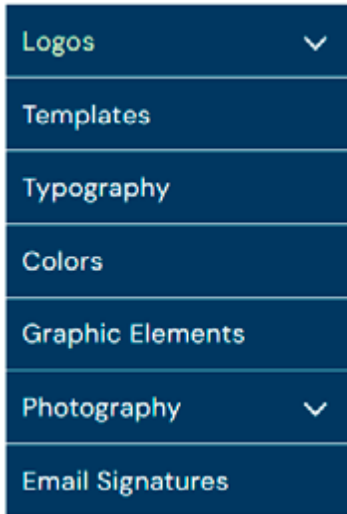 Logos
Templates
Typography
Colors
Graphic Elements
Photography
Email Signatures